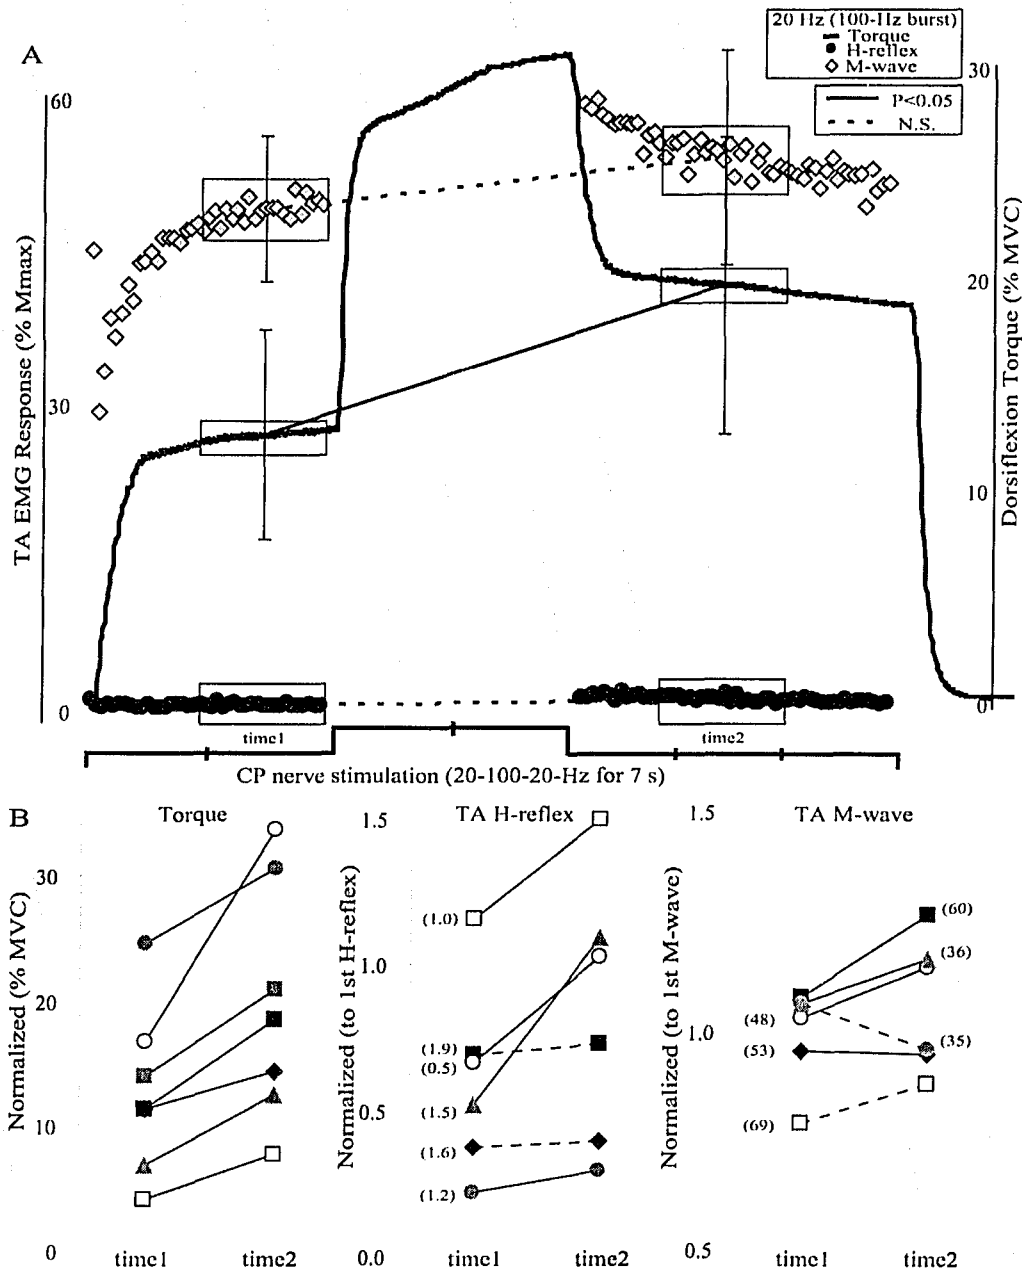 A
20 Hz (100-Hz burst)
Torque
H-reflex
M-wave
P<0.05
N.S.
60
30
0
TA EMG Response (% Mmax)
30
20
10
0
Dorsiflexion Torque (% MVC)
time1
time2
CP nerve stimulation (20-100-20-Hz for 7 s)
B
Torque
Normalized (% MVC)
30
20
10
0
time1
time2
TA H-reflex
Normalized (to 1st H-reflex)
1.5
1.0
0.5
0.0
(1.0)
(1.9)
(0.5)
(1.5)
(1.6)
(1.2)
time1
time2
TA M-wave
Normalized (to 1st M-wave)
1.5
1.0
0.5
(60)
(36)
(48)
(35)
(53)
(69)
time1
time2